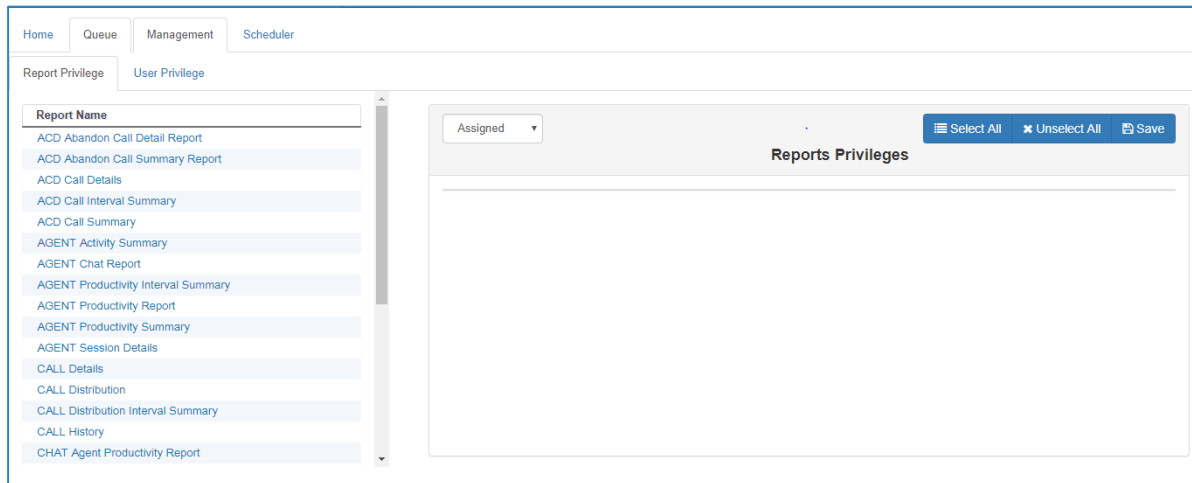 Home Queue Management Scheduler
Report Privilege User Privilege
Report Name
ACD Abandon Call Detail Report
ACD Abandon Call Summary Report
ACD Call Details
ACD Call Interval Summary
ACD Call Summary
AGENT Activity Summary
AGENT Chat Report
AGENT Productivity Interval Summary
AGENT Productivity Report
AGENT Productivity Summary
AGENT Session Details
CALL Details
CALL Distribution
CALL Distribution Interval Summary
CALL History
CHAT Agent Productivity Report
Assigned Select All Unselect All Save
Reports Privileges